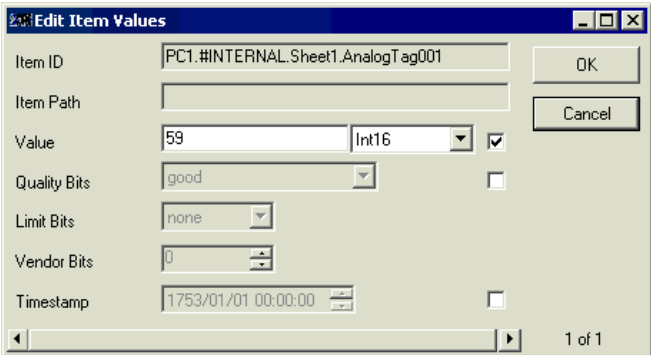 Edit Item Values
Item ID PC1.#INTERNAL.Sheet1.AnalogTag001 OK
Item Path Cancel
Value 59 Int16
Quality Bits good
Limit Bits none
Vendor Bits 0
Timestamp 1753/01/01 00:00:00
1 of 1